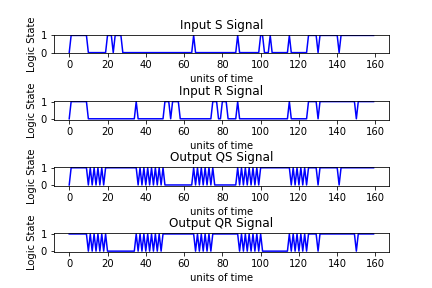 Input S Signal
Logic State
1
0
0 20 40 60 80 100 120 140 160
units of time
Input R Signal
Logic State
1
0
0 20 40 60 80 100 120 140 160
units of time
Output QS Signal
Logic State
1
0
0 20 40 60 80 100 120 140 160
units of time
Output QR Signal
Logic State
1
0
0 20 40 60 80 100 120 140 160
units of time